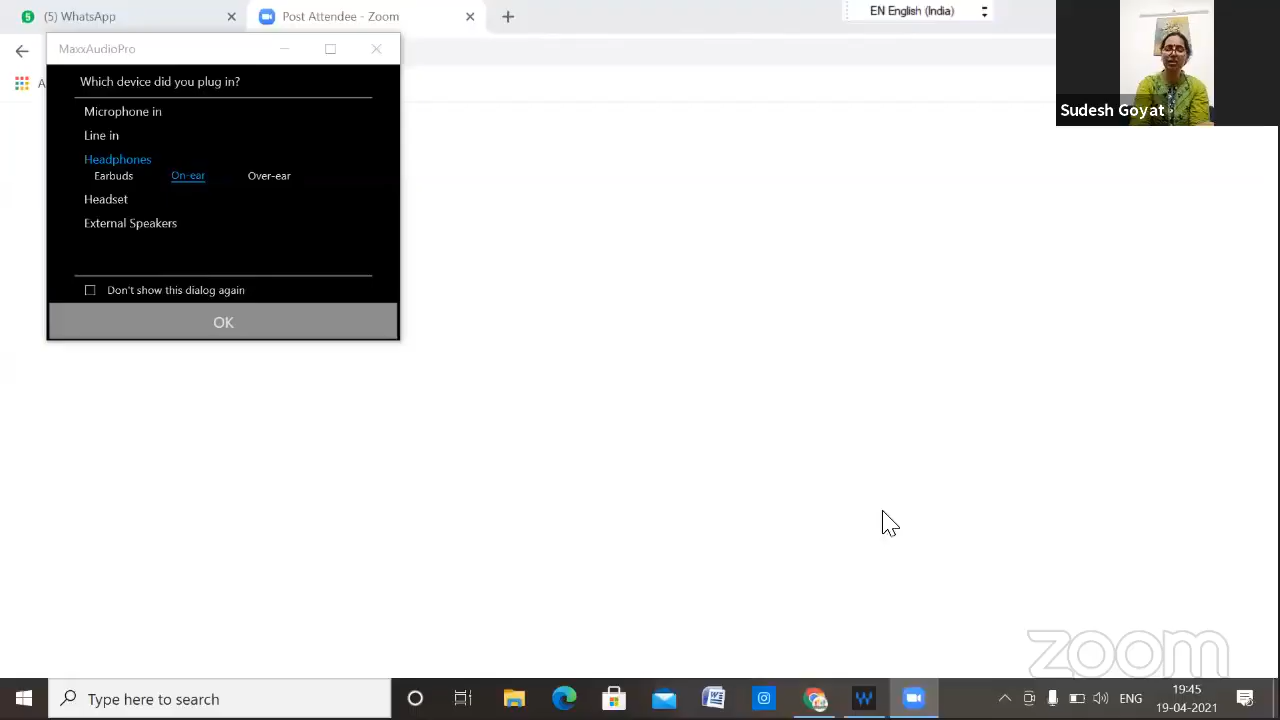 (5) WhatsApp
Post Attendee - Zoom
EN English (India)
MaxxAudioPro
Which device did you plug in?
Microphone in
Line in
Headphones
Earbuds On-ear Over-ear
Headset
External Speakers
Don't show this dialog again
OK
Sudesh Goyat
zoom
Type here to search
ENG
19:45
19-04-2021